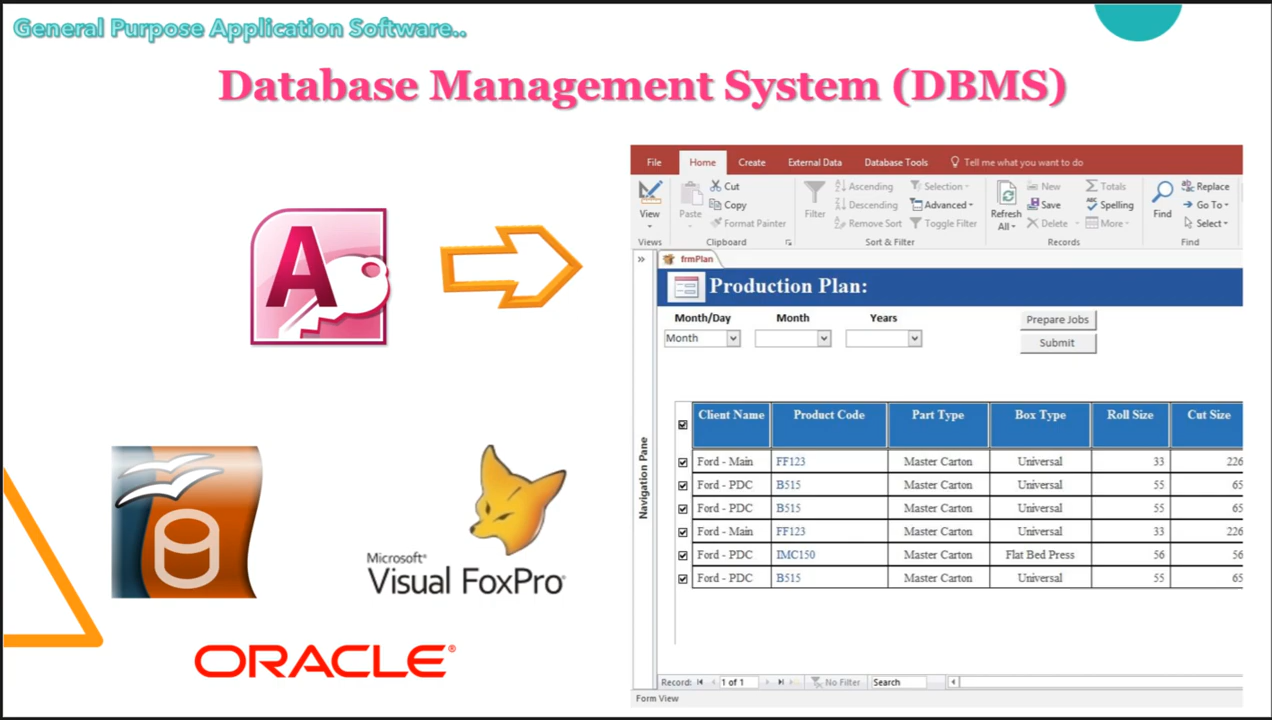 General Purpose Application Software..
Database Management System (DBMS)
A
Microsoft®
Visual FoxPro®
ORACLE®
File Home Create External Data Database Tools Tell me what you want to do
View
Views
Paste
Cut
Copy
Format Painter
Clipboard
Filter
Ascending
Descending
Remove Sort
Selection
Advanced
Toggle Filter
Sort & Filter
Refresh
All
New
Save
Delete
Totals
Spelling
More
Records
Find
Replace
Go To
Select
Find
» frmPlan
Production Plan:
Month/Day Month Years
Month
Prepare Jobs
Submit
Navigation Pane
Client Name Product Code Part Type Box Type Roll Size Cut Size
Ford - Main FF123 Master Carton Universal 33 226
Ford - PDC B515 Master Carton Universal 55 65
Ford - PDC B515 Master Carton Universal 55 65
Ford - Main FF123 Master Carton Universal 33 226
Ford - PDC IMC150 Master Carton Flat Bed Press 56 56
Ford - PDC B515 Master Carton Universal 55 65
Record: 1 of 1 No Filter Search
Form View